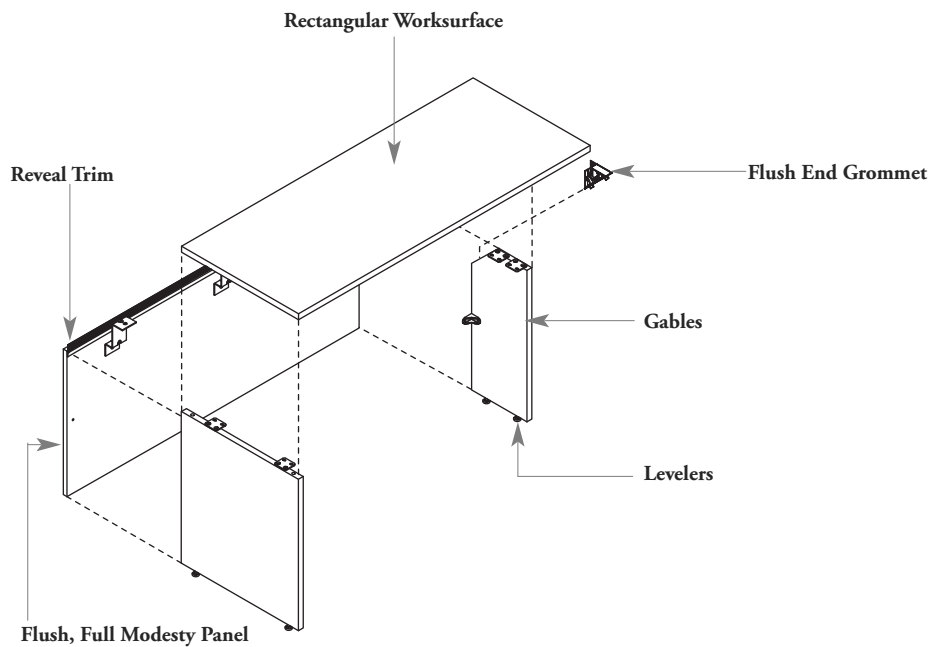 Rectangular Worksurface
Reveal Trim
Flush End Grommet
Gables
Levelers
Flush, Full Modesty Panel